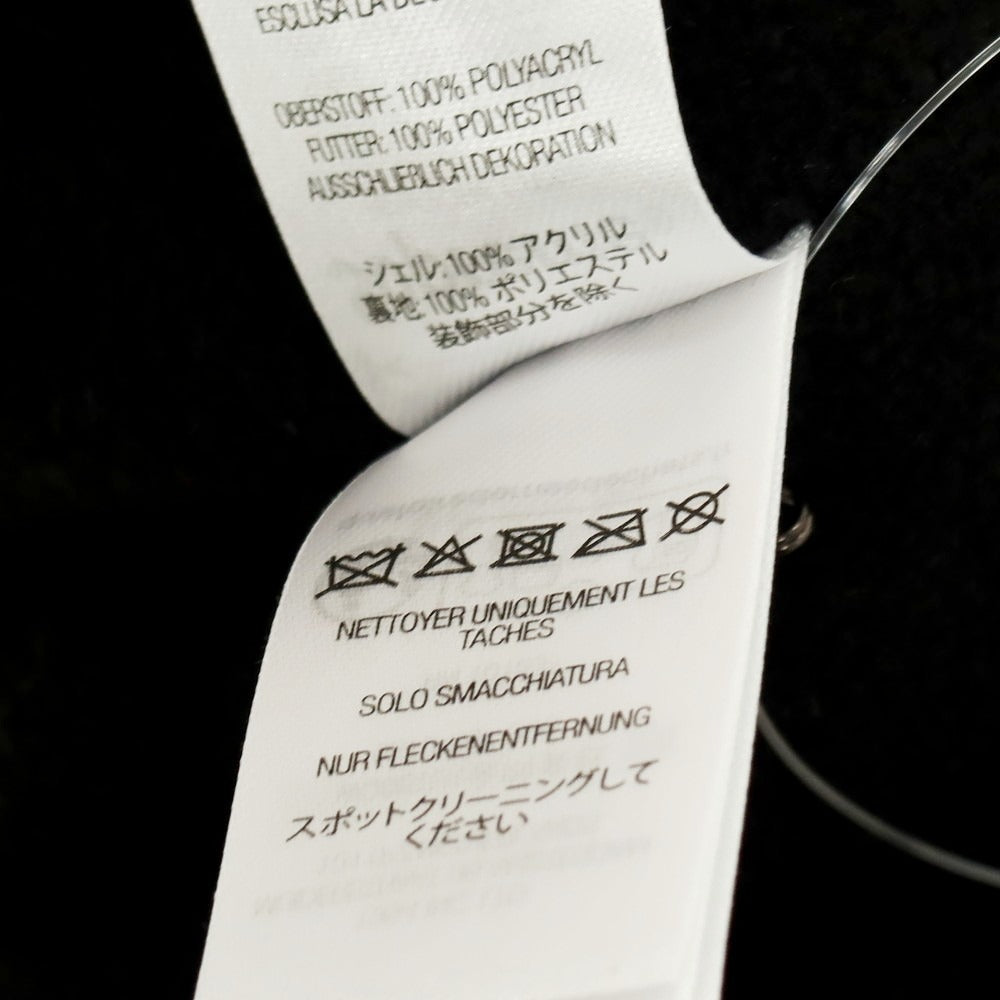 ESCLUSA LA
OBERSTOFF: 100% POLYACRYL
FUTTER: 100% POLYESTER
AUSSCHLIEBLICH DEKORATION
シェル:100% アクリル
裏地:100% ポリエステル
装飾部分を除く
NETTOYER UNIQUEMENT LES
TACHES
SOLO SMACCHIATURA
NUR FLECKENENTFERNUNG
スポットクリーニングして
ください